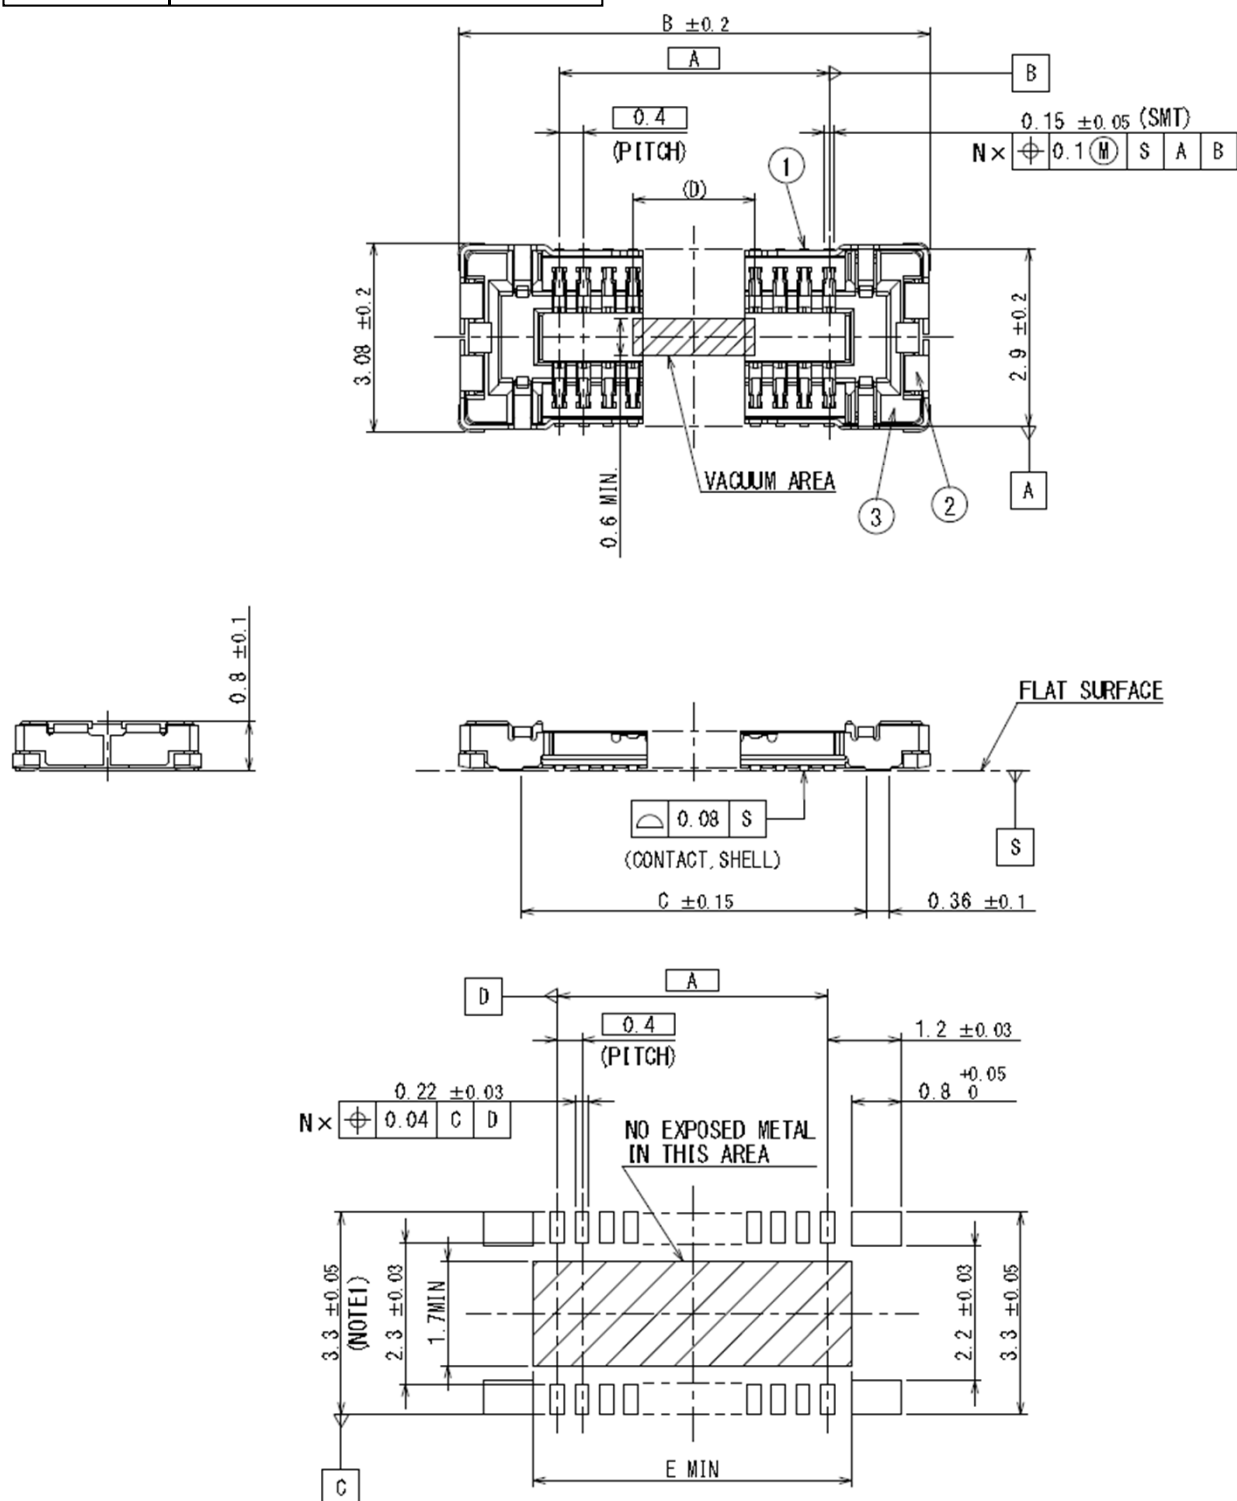 B ±0.2
A
B
0.4
(PITCH)
0.15 ±0.05 (SMT)
N× ⌖ 0.1 Ⓜ S A B
1
(D)
3.08 ±0.2
2.9 ±0.2
0.6 MIN.
VACUUM AREA
3
2
A
0.8 ±0.1
FLAT SURFACE
⌓ 0.08 S
(CONTACT, SHELL)
S
C ±0.15
0.36 ±0.1
D
A
0.4
(PITCH)
1.2 ±0.03
0.8 +0.05 0
0.22 ±0.03
N× ⌖ 0.04 C D
NO EXPOSED METAL
IN THIS AREA
3.3 ±0.05
(NOTE1)
2.3 ±0.03
1.7MIN
2.2 ±0.03
3.3 ±0.05
E MIN
C